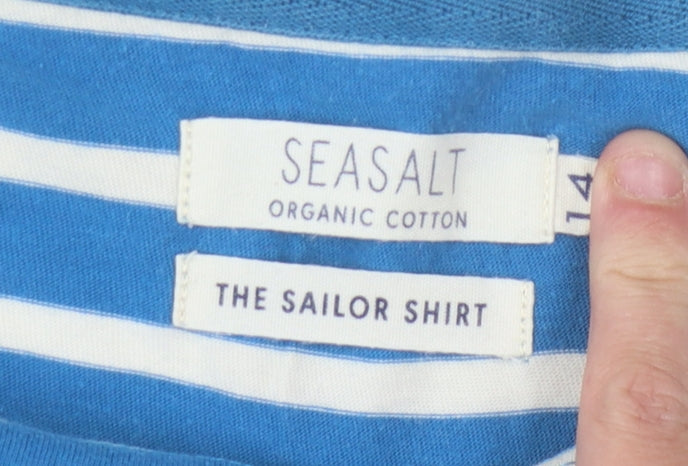 SEASALT
ORGANIC COTTON
14
THE SAILOR SHIRT